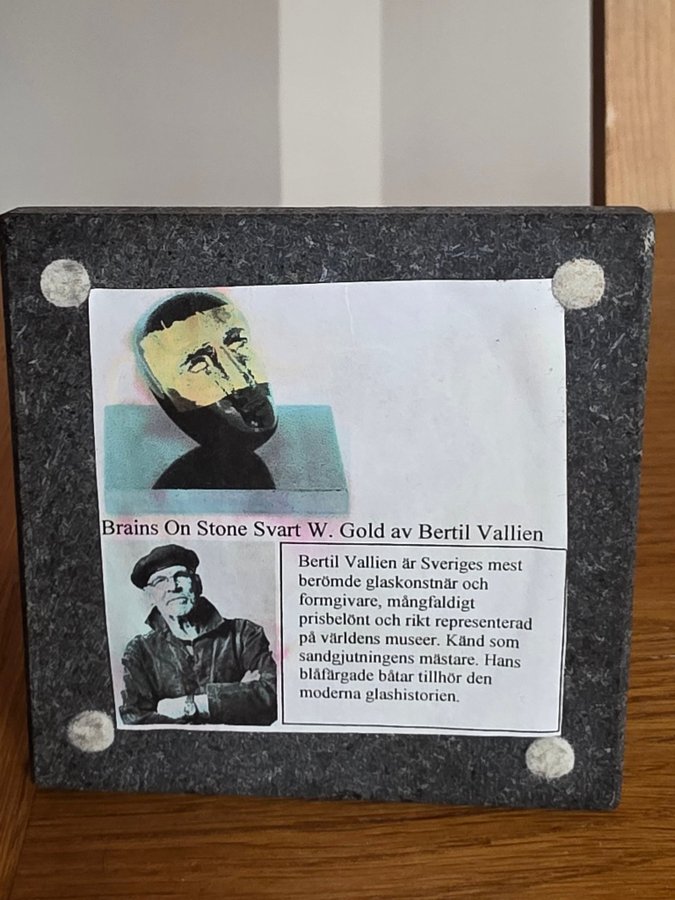 Brains On Stone Svart W. Gold av Bertil Vallien
Bertil Vallien är Sveriges mest
berömde glaskonstnär och
formgivare, mångfaldigt
prisbelönt och rikt representerad
på världens museer. Känd som
sandgjutningens mästare. Hans
blåfärgade båtar tillhör den
moderna glashistorien.